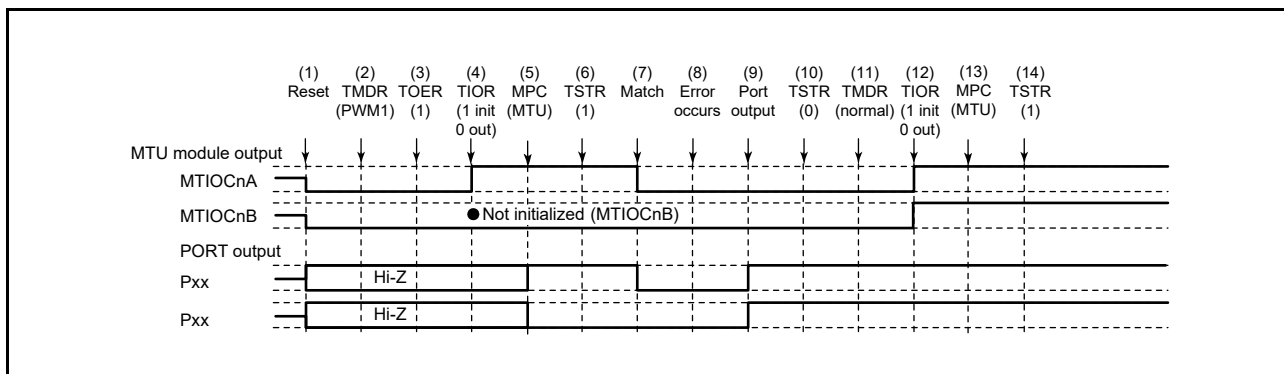 (1) (2) (3) (4) (5) (6) (7) (8) (9) (10) (11) (12) (13) (14)
Reset TMDR TOER TIOR MPC TSTR Match Error Port TSTR TMDR TIOR MPC TSTR
(PWM1) (1) (1 init (MTU) (1) occurs output (0) (normal) (1 init (MTU) (1)
0 out) 0 out)
MTU module output
MTIOCnA
MTIOCnB ● Not initialized (MTIOCnB)
PORT output
Pxx Hi-Z
Pxx Hi-Z